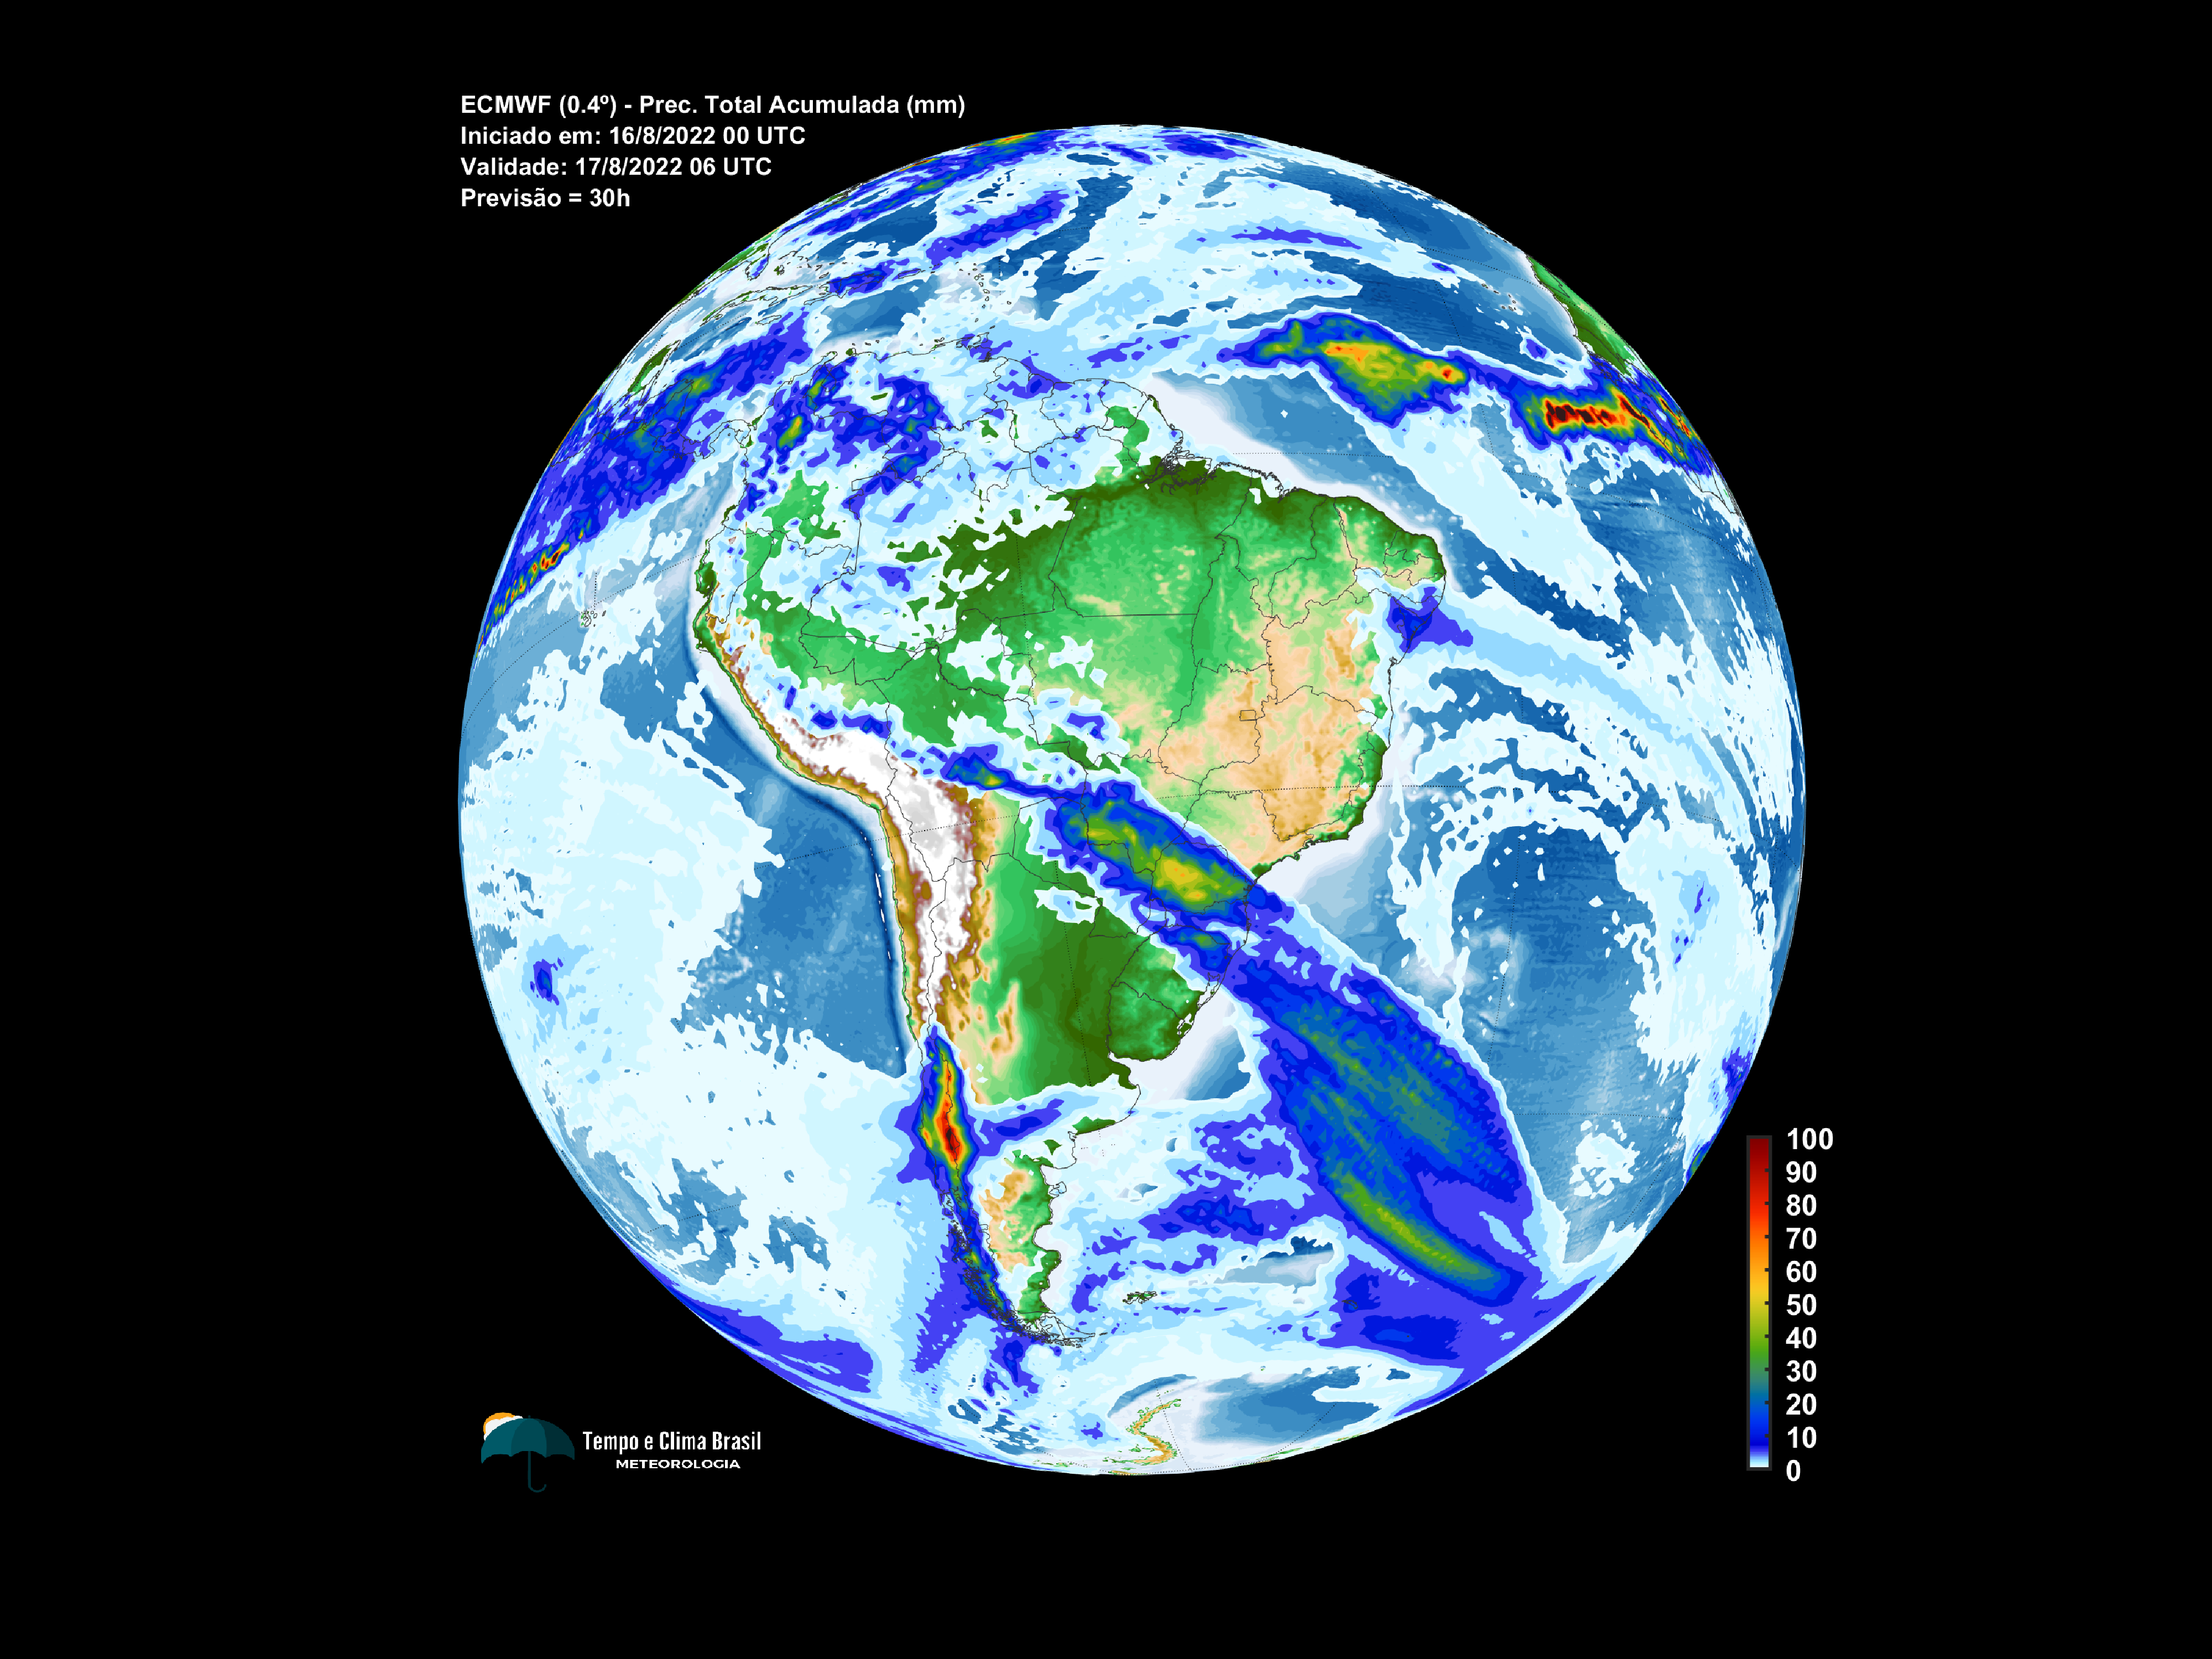 ECMWF (0.4º) - Prec. Total Acumulada (mm)
Iniciado em: 16/8/2022 00 UTC
Validade: 17/8/2022 06 UTC
Previsão = 30h
100
90
80
70
60
50
40
30
20
10
0
Tempo e Clima Brasil
METEOROLOGIA